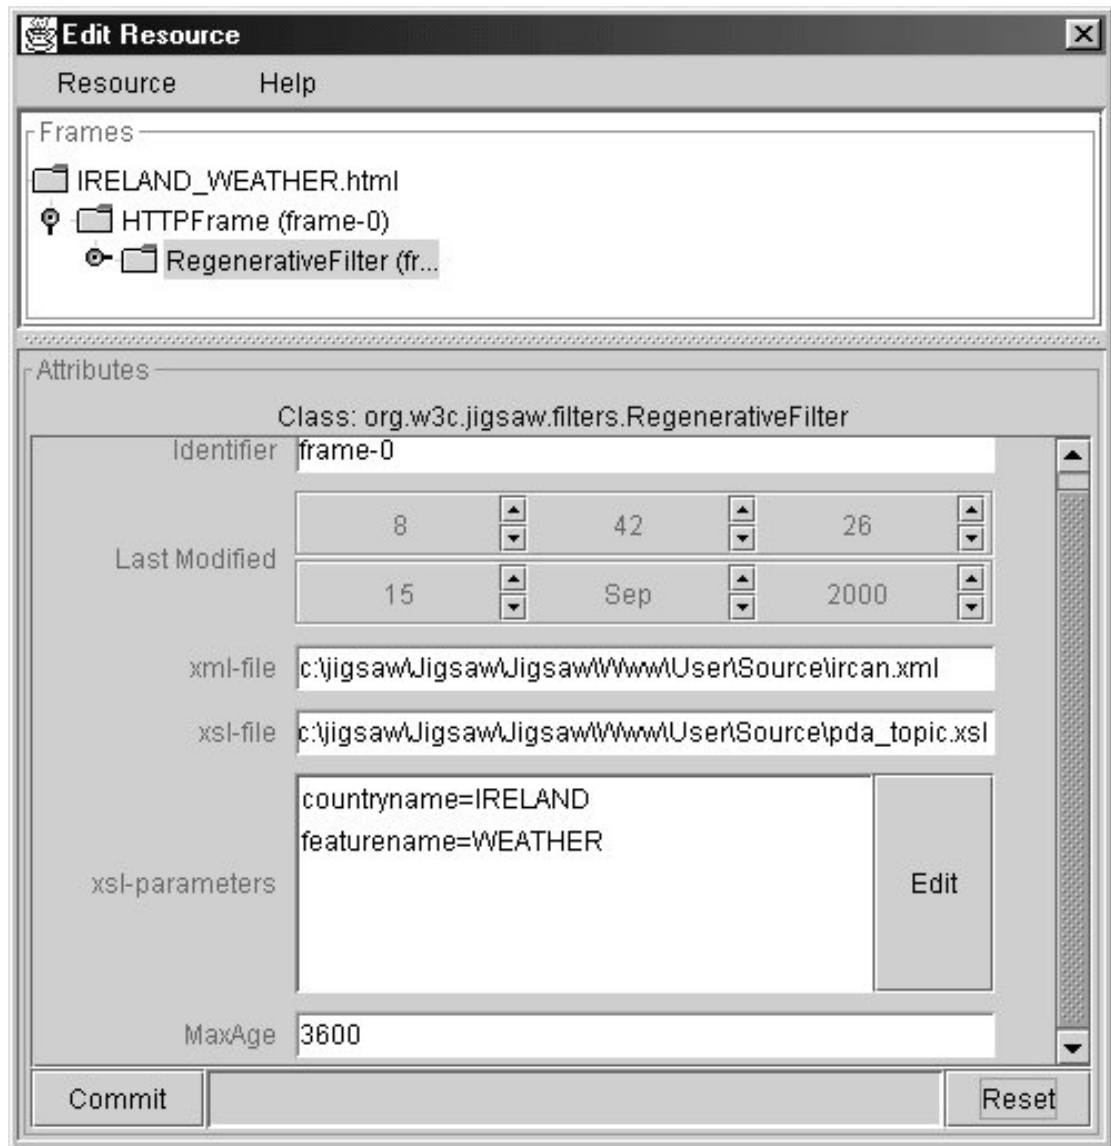 Edit Resource
Resource Help
Frames
IRELAND_WEATHER.html
HTTPFrame (frame-0)
RegenerativeFilter (fr...
Attributes
Class: org.w3c.jigsaw.filters.RegenerativeFilter
Identifier frame-0
8 42 26
Last Modified
15 Sep 2000
xml-file c:\jigsaw\Jigsaw\Jigsaw\Www\User\Source\ircan.xml
xsl-file c:\jigsaw\Jigsaw\Jigsaw\Www\User\Source\pda_topic.xsl
countryname=IRELAND
featurename=WEATHER
xsl-parameters Edit
MaxAge 3600
Commit Reset